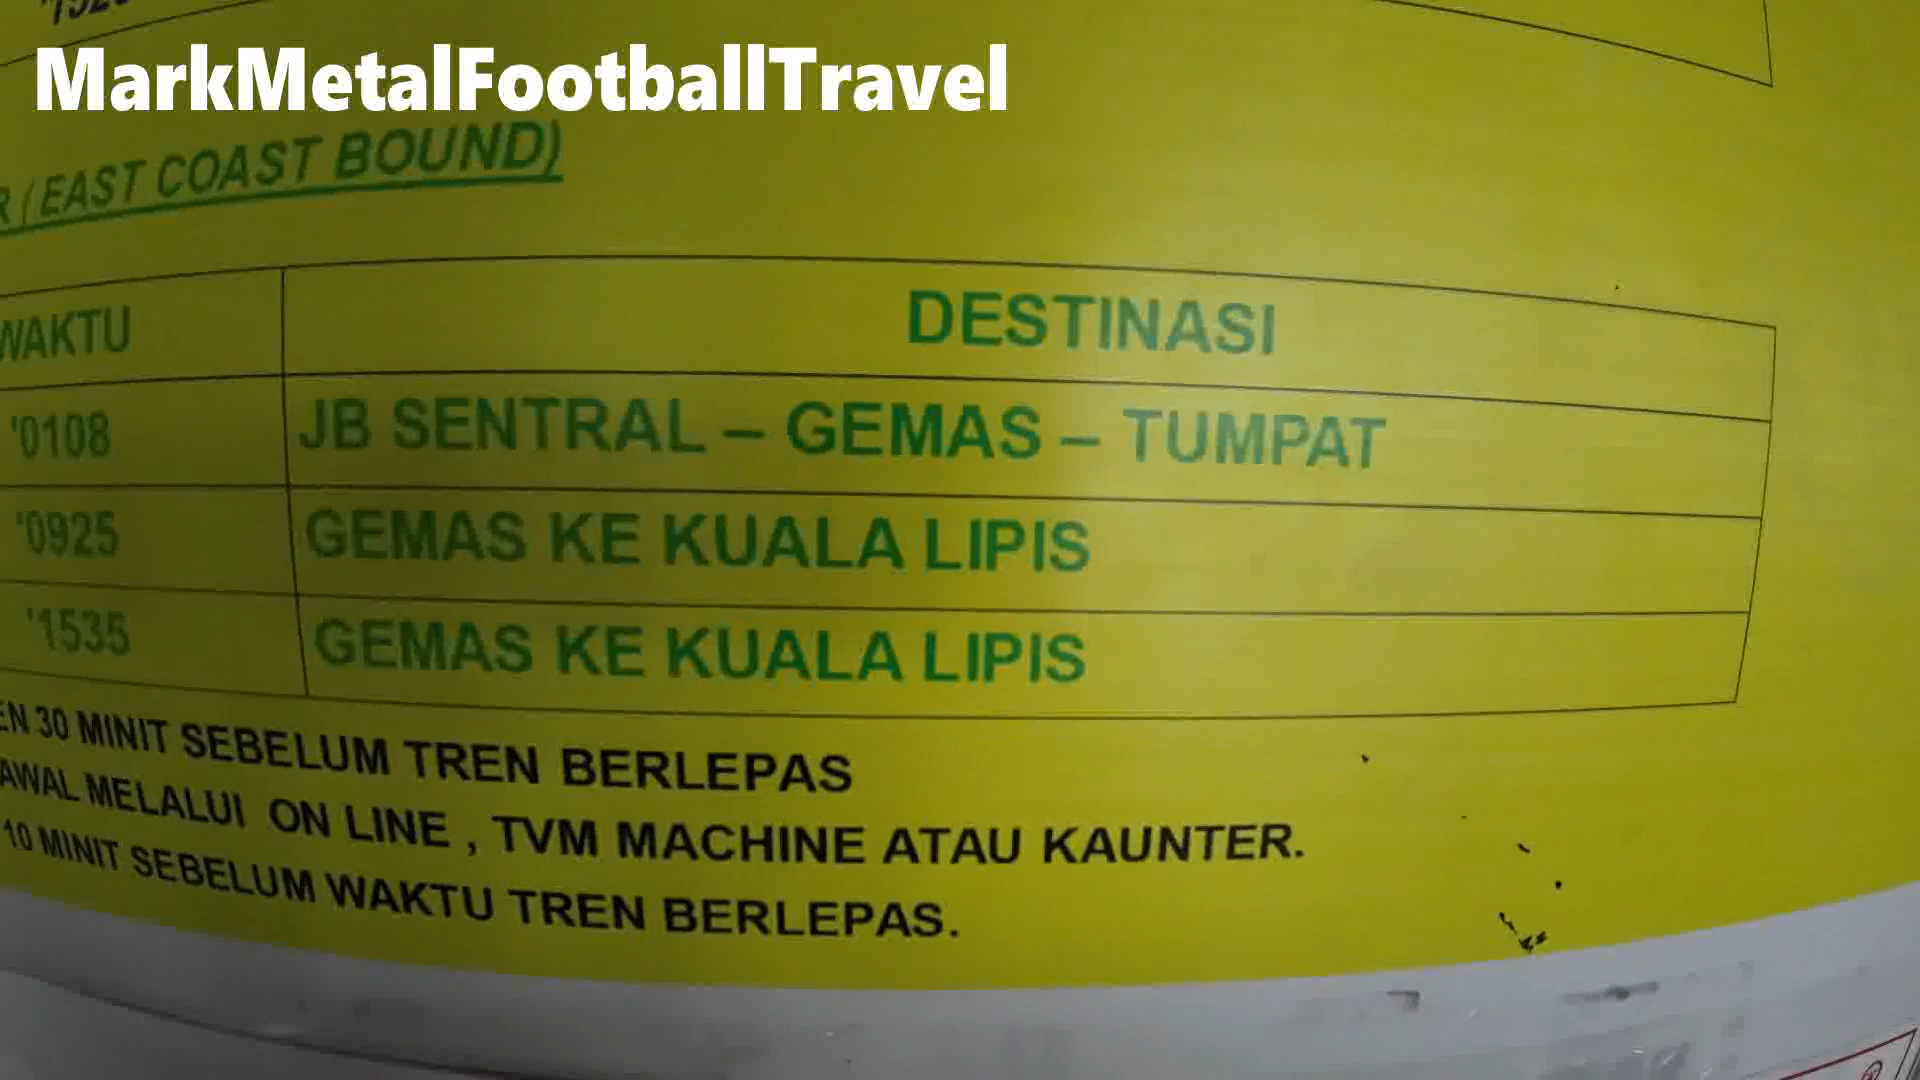 MarkMetalFootballTravel
(EAST COAST BOUND)
WAKTU DESTINASI
'0108 JB SENTRAL – GEMAS – TUMPAT
'0925 GEMAS KE KUALA LIPIS
'1535 GEMAS KE KUALA LIPIS
30 MINIT SEBELUM TREN BERLEPAS
AWAL MELALUI ON LINE , TVM MACHINE ATAU KAUNTER.
10 MINIT SEBELUM WAKTU TREN BERLEPAS.